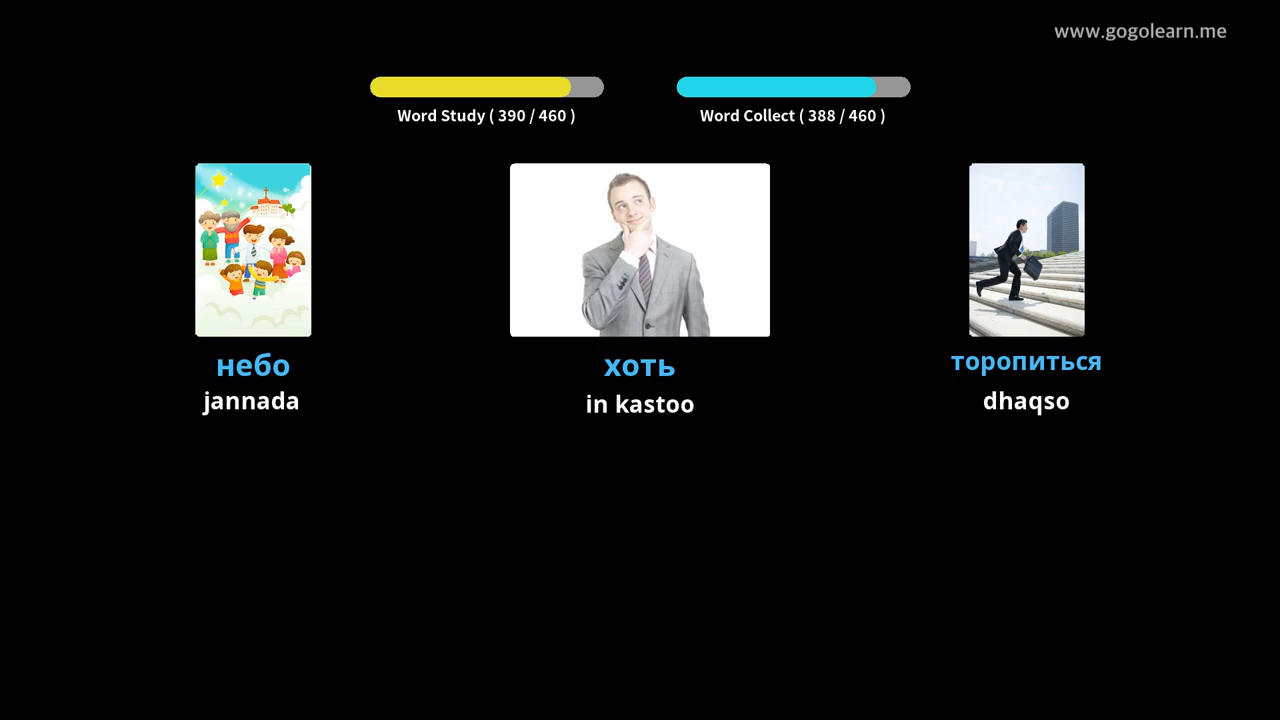 www.gogolearn.me
Word Study ( 390 / 460 )
Word Collect ( 388 / 460 )
небо
jannada
хоть
in kastoo
торопиться
dhaqso